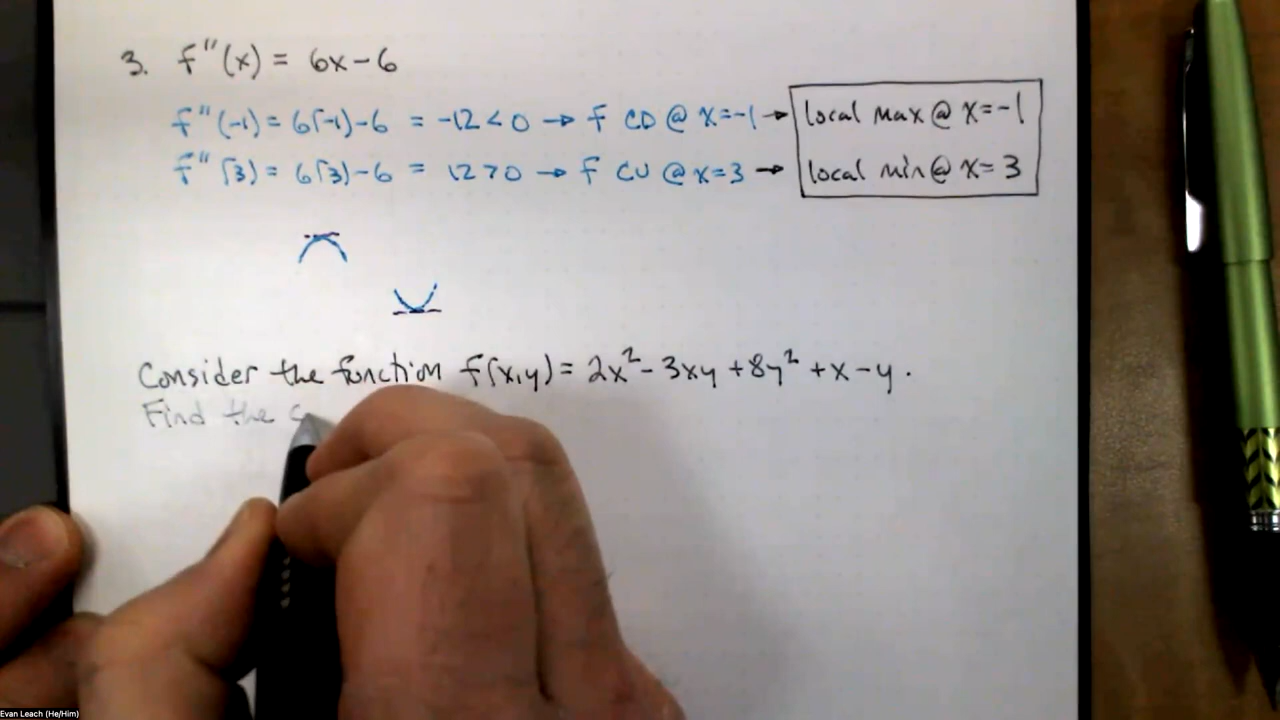 3. f"(x) = 6x-6
f"(-1) = 6(-1)-6 = -12 < 0 → f CD @ x=-1 → local max @ x=-1
f"(3) = 6(3)-6 = 12 > 0 → f CU @ x=3 → local min @ x=3
Consider the function f(x,y) = 2x² - 3xy + 8y² + x - y.
Find the c
Evan Leach (He/Him)